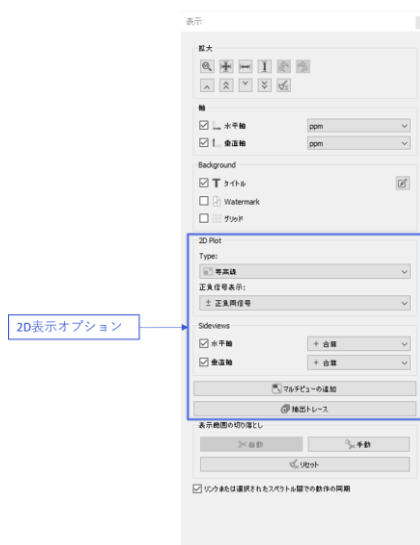 表示
拡大
軸
水平軸 ppm
垂直軸 ppm
Background
タイトル
Watermark
グリッド
2D Plot
Type:
等高線
正負信号表示:
± 正負両信号
2D表示オプション
Sideviews
水平軸 + 合算
垂直軸 + 合算
マルチビューの追加
抽出トレース
表示範囲の切り落とし
自動 手動
リセット
リンクまたは選択されたスペクトル間での動作の同期